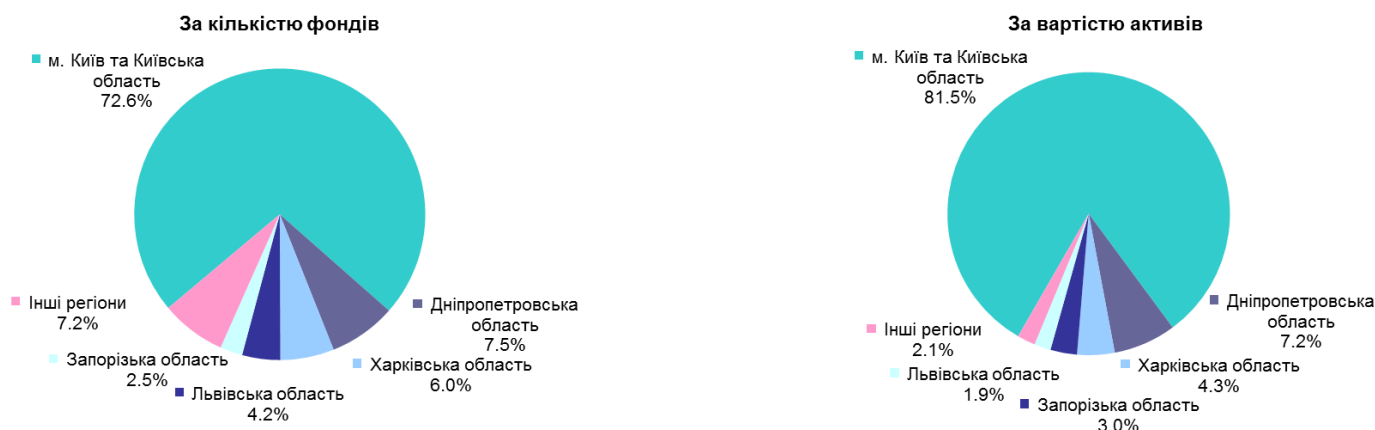 За кількістю фондів
м. Київ та Київська
область
72.6%
Інші регіони
7.2%
Запорізька область
2.5%
Львівська область
4.2%
Харківська область
6.0%
Дніпропетровська
область
7.5%
За вартістю активів
м. Київ та Київська
область
81.5%
Інші регіони
2.1%
Львівська область
1.9%
Запорізька область
3.0%
Харківська область
4.3%
Дніпропетровська
область
7.2%